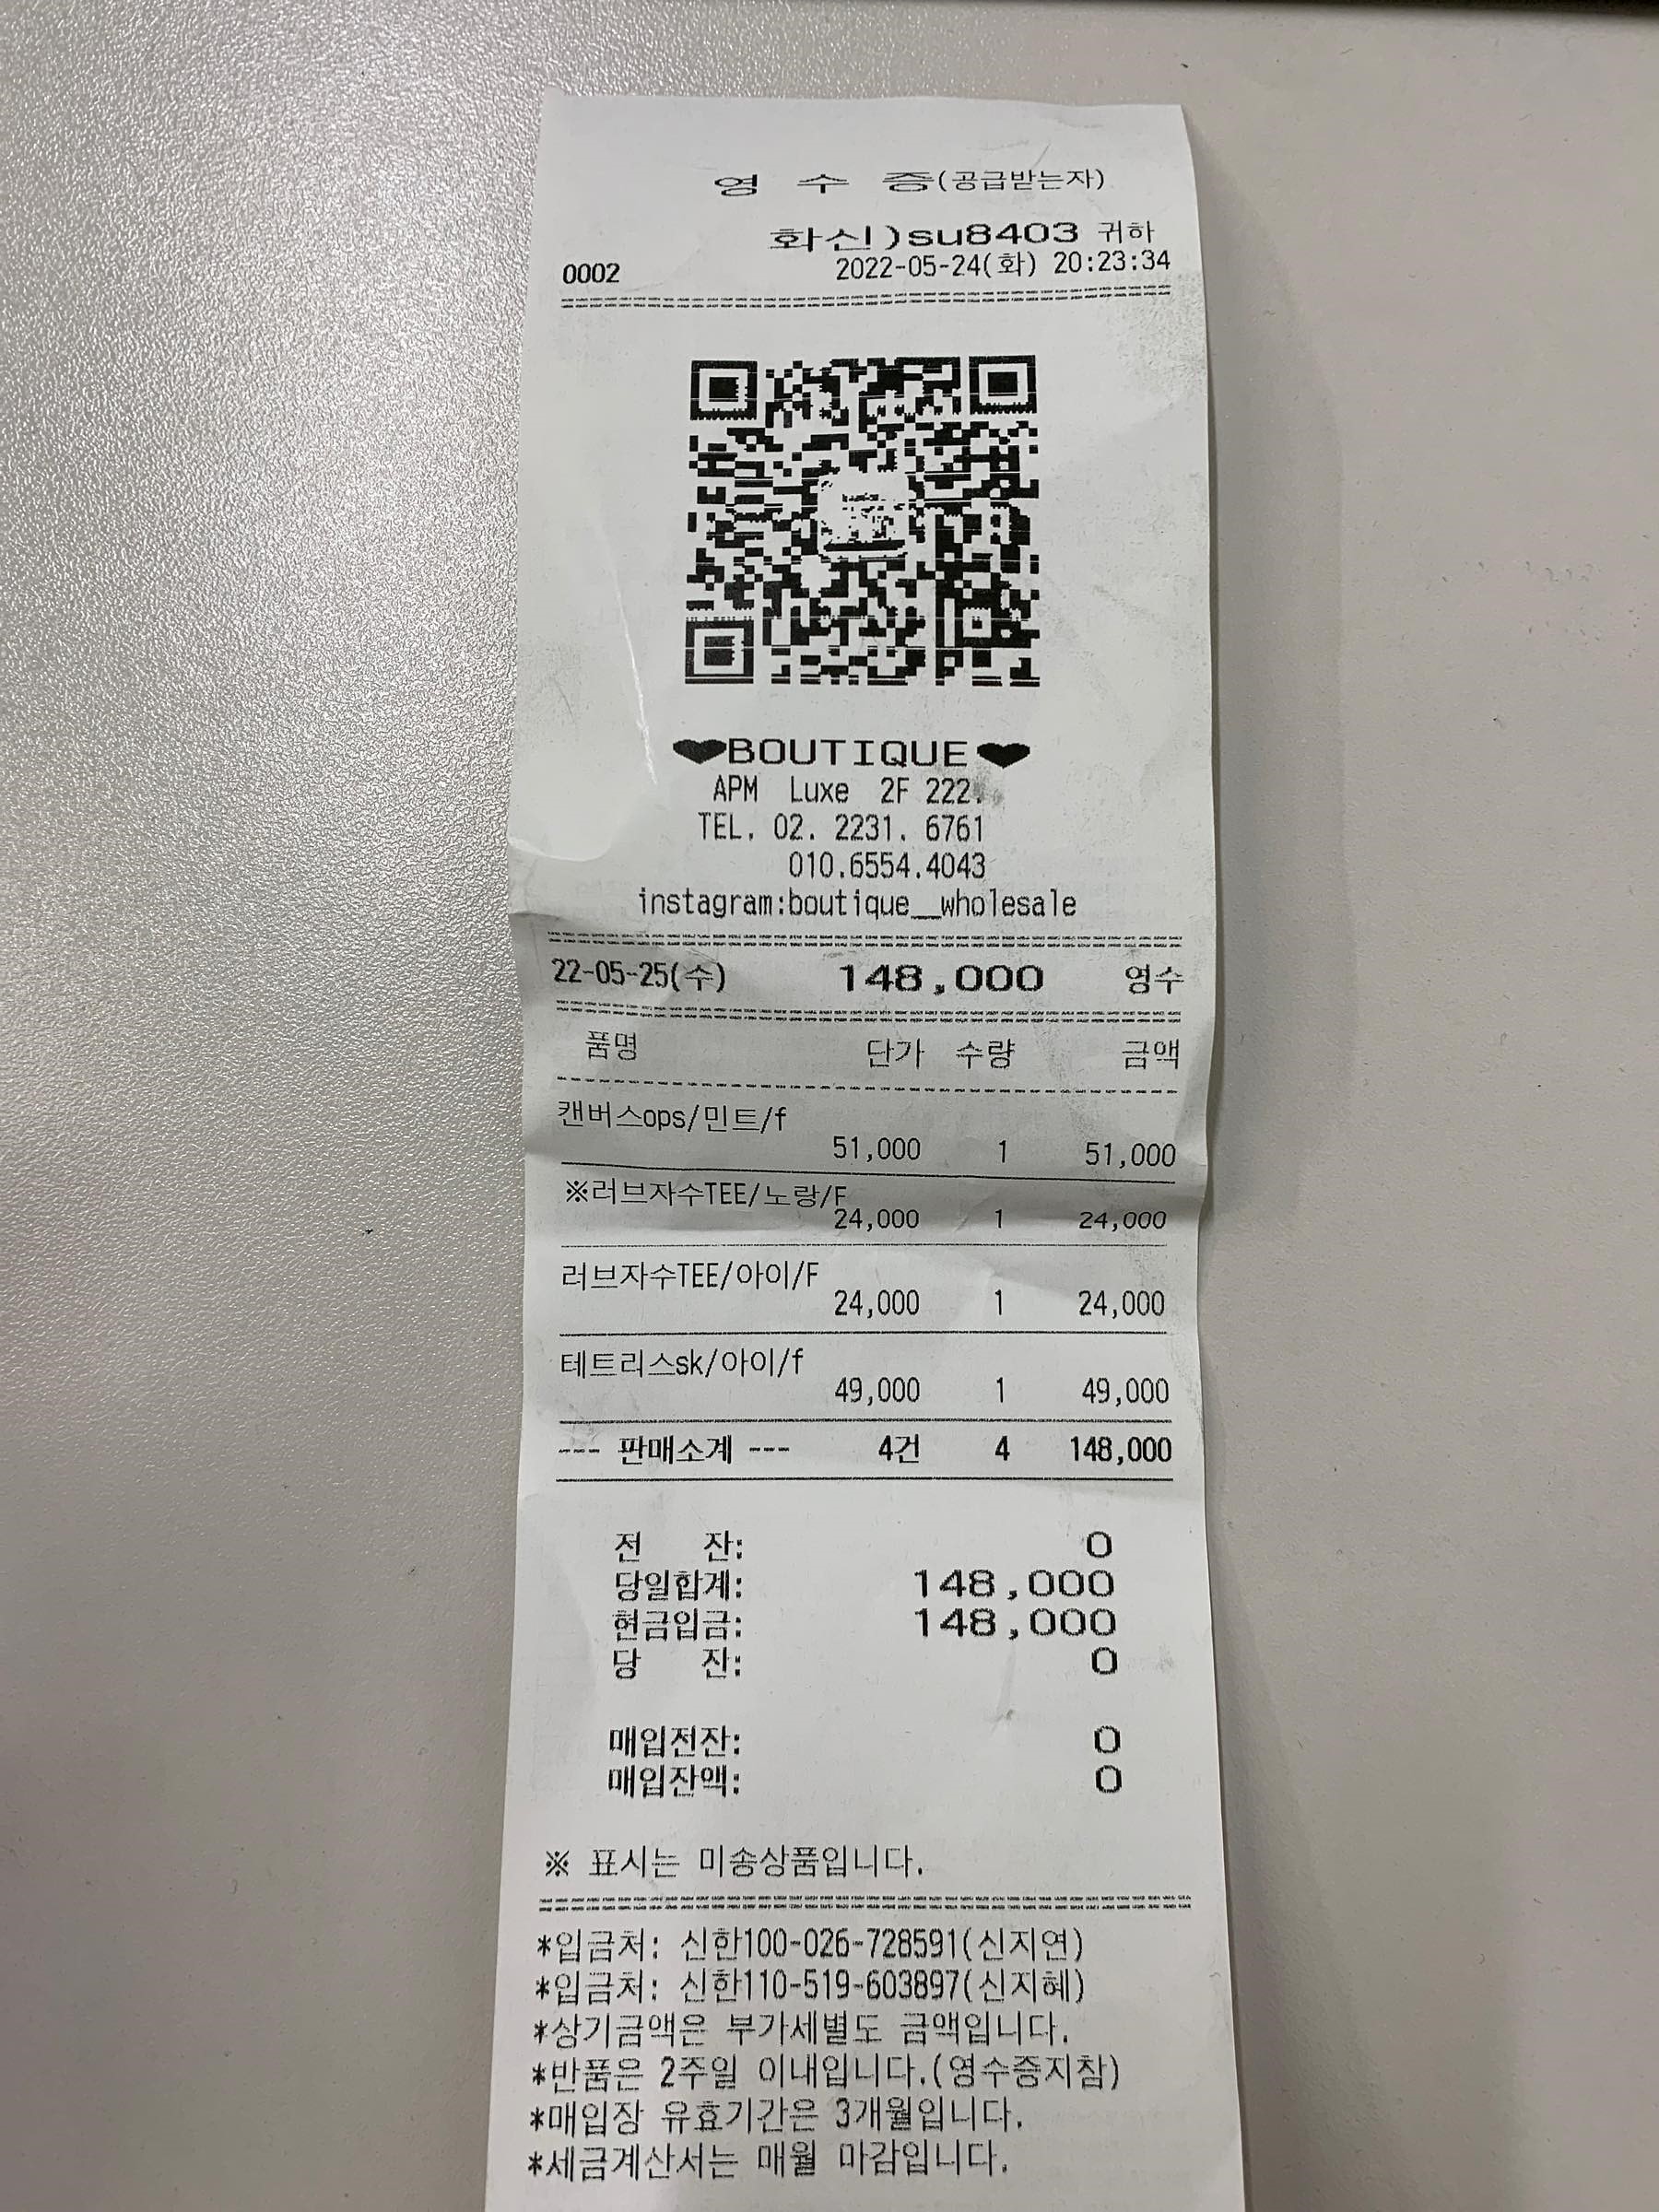 영 수 증(공급받는자)
화신)su8403 귀하
0002 2022-05-24(화) 20:23:34
♥BOUTIQUE♥
APM Luxe 2F 222.
TEL. 02. 2231. 6761
010.6554.4043
instagram:boutique__wholesale
22-05-25(수) 148,000 영수
품명 단가 수량 금액
캔버스ops/민트/f
51,000 1 51,000
※러브자수TEE/노랑/F
24,000 1 24,000
러브자수TEE/아이/F
24,000 1 24,000
테트리스sk/아이/f
49,000 1 49,000
--- 판매소계 --- 4건 4 148,000
전 잔: 0
당일합계: 148,000
현금입금: 148,000
당 잔: 0
매입전잔: 0
매입잔액: 0
※ 표시는 미송상품입니다.
*입금처: 신한100-026-728591(신지연)
*입금처: 신한110-519-603897(신지혜)
*상기금액은 부가세별도 금액입니다.
*반품은 2주일 이내입니다.(영수증지참)
*매입장 유효기간은 3개월입니다.
*세금계산서는 매월 마감입니다.